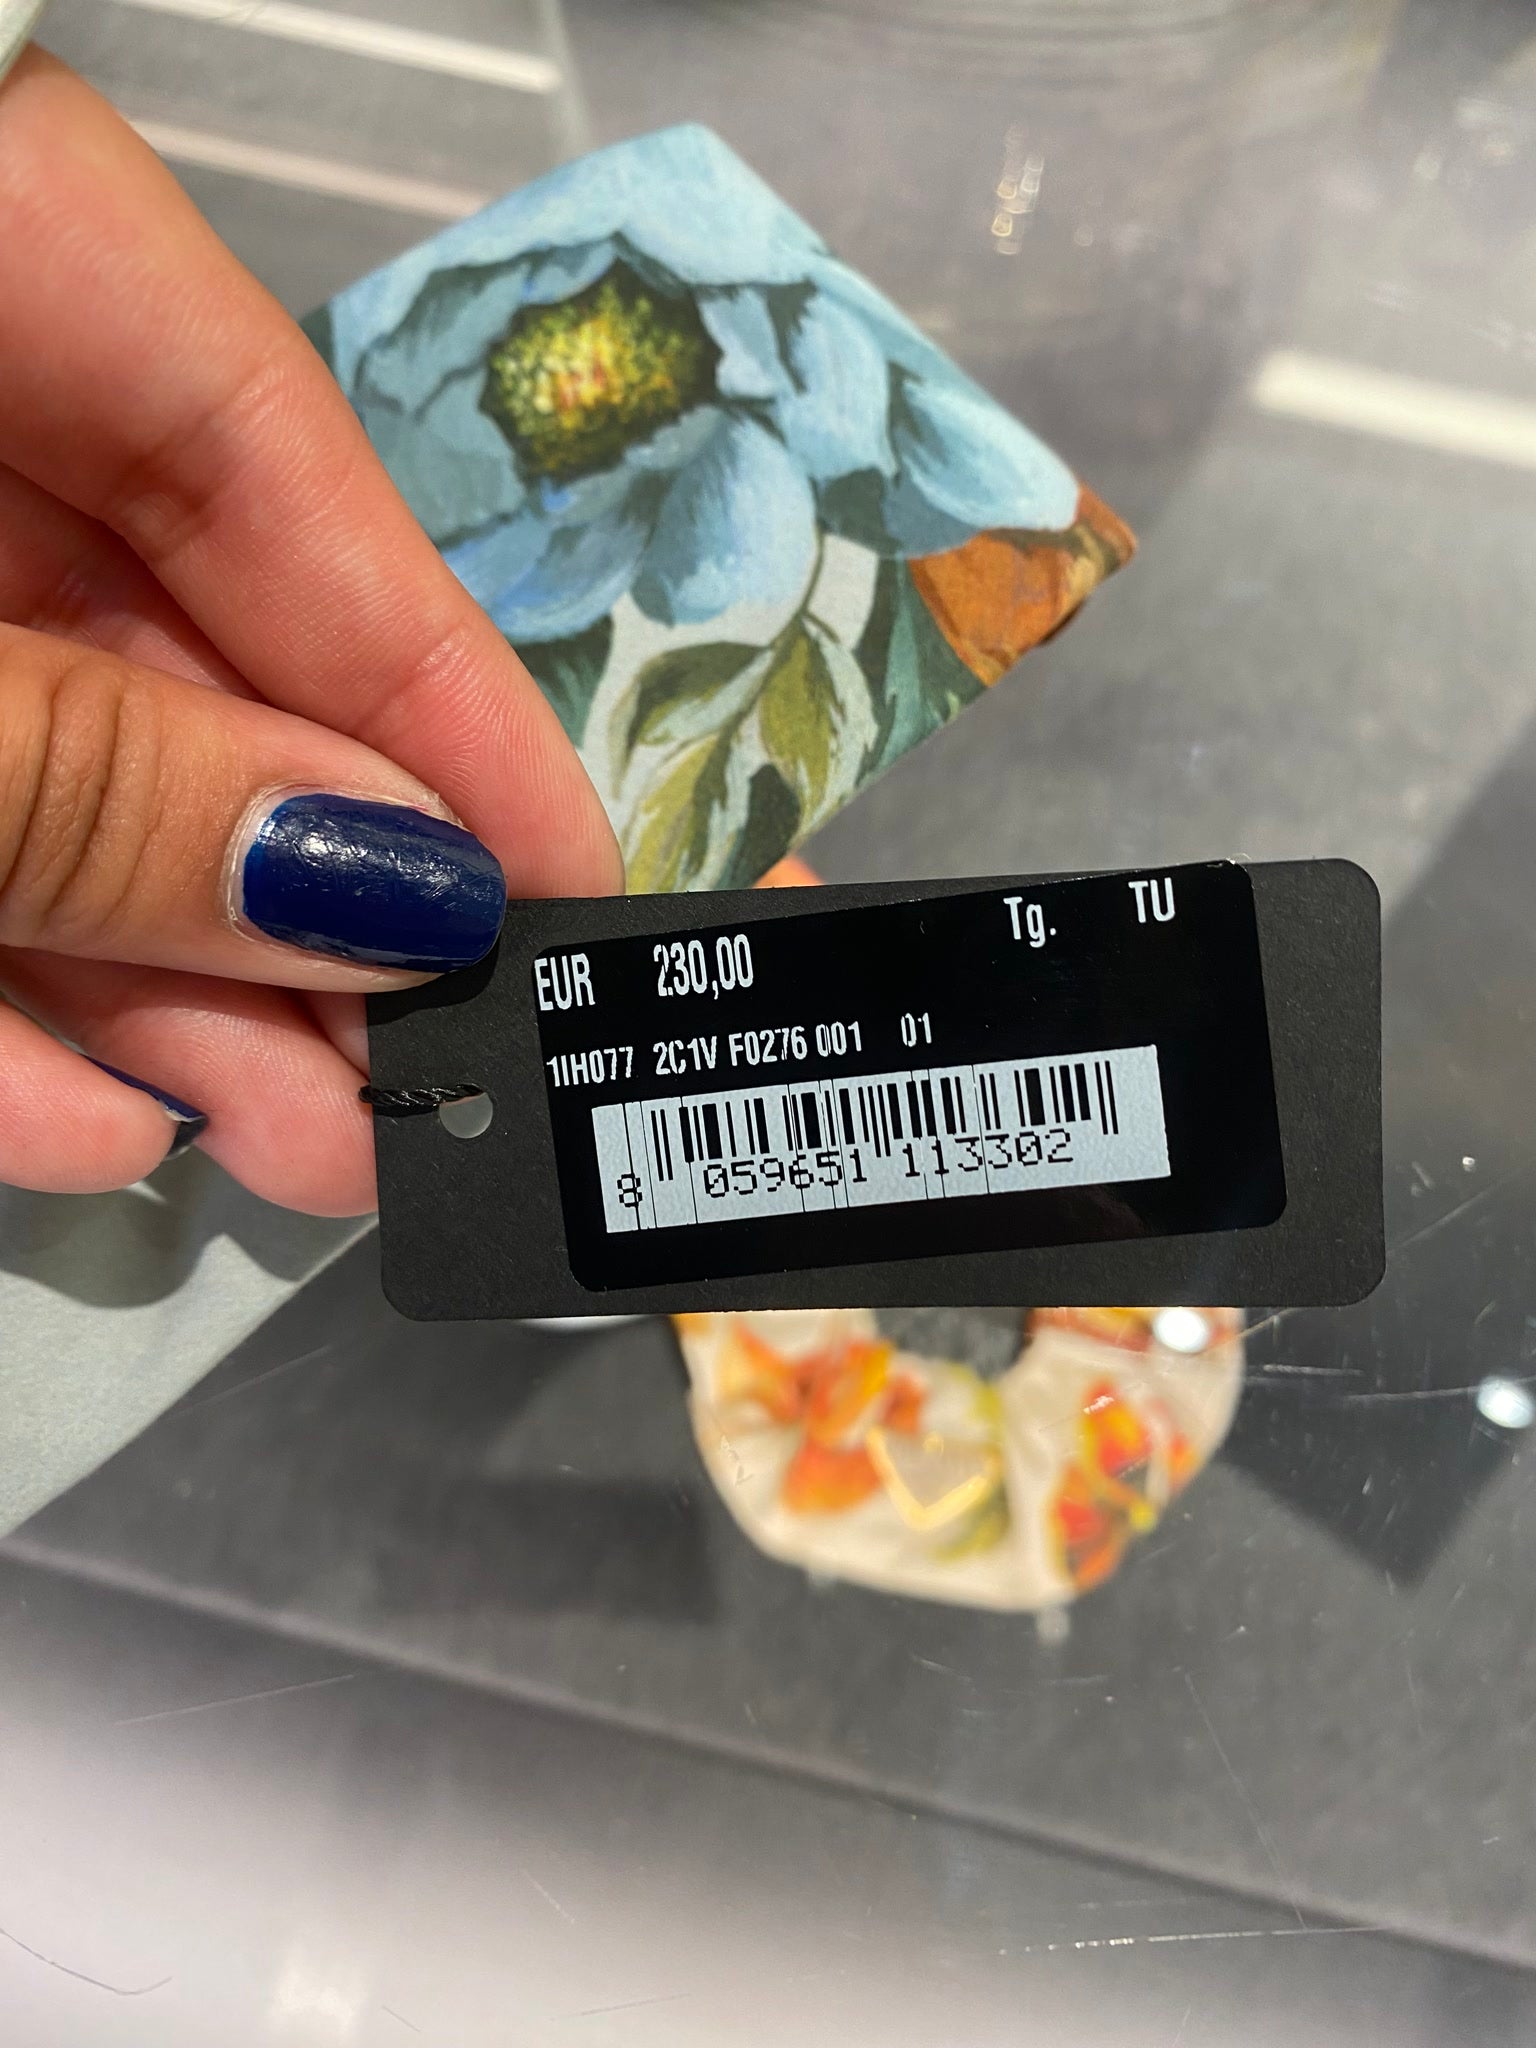 EUR 230,00 Tg. TU
1IH077 2C1V F0276 001 01
8 059651 113302